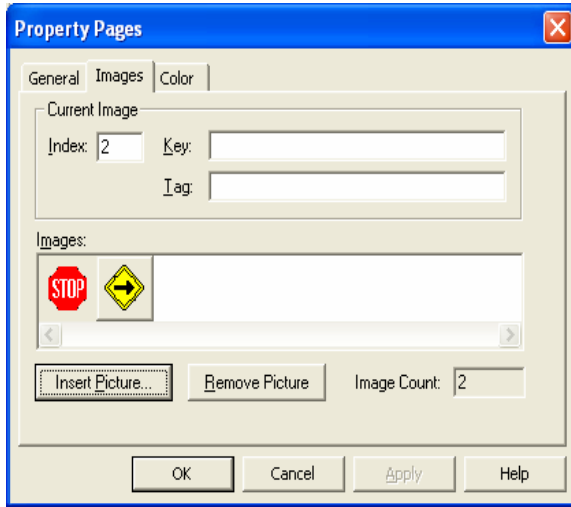 Property Pages
General Images Color
Current Image
Index: 2 Key:
Tag:
Images:
STOP
Insert Picture... Remove Picture Image Count: 2
OK Cancel Apply Help